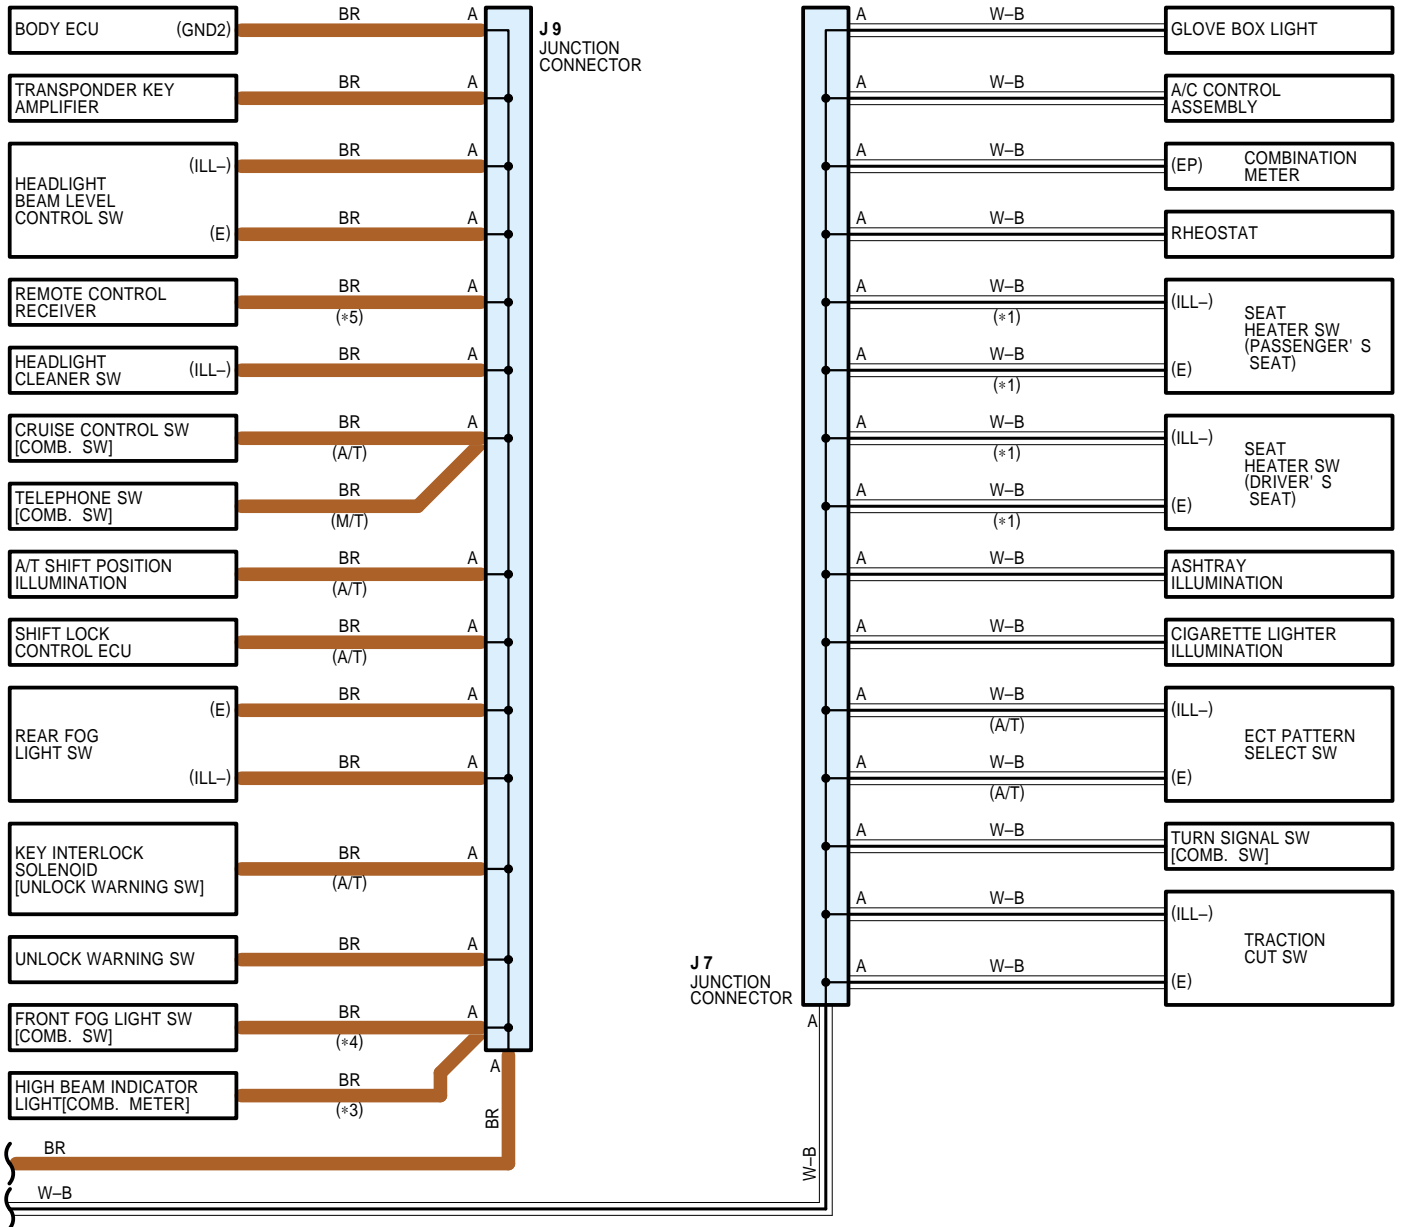 BODY ECU (GND2) BR A
TRANSPONDER KEY
AMPLIFIER
BR A
HEADLIGHT
BEAM LEVEL
CONTROL SW
(ILL–) BR A
(E) BR A
REMOTE CONTROL
RECEIVER
BR A
(*5)
HEADLIGHT
CLEANER SW
(ILL–) BR A
CRUISE CONTROL SW
[COMB. SW]
BR A
(A/T)
TELEPHONE SW
[COMB. SW]
BR
(M/T)
A/T SHIFT POSITION
ILLUMINATION
BR A
(A/T)
SHIFT LOCK
CONTROL ECU
BR A
(A/T)
REAR FOG
LIGHT SW
(E) BR A
(ILL–) BR A
KEY INTERLOCK
SOLENOID
[UNLOCK WARNING SW]
BR A
(A/T)
UNLOCK WARNING SW BR A
FRONT FOG LIGHT SW
[COMB. SW]
BR A
(*4)
HIGH BEAM INDICATOR
LIGHT[COMB. METER]
BR
(*3)
A
BR
BR
W–B
J 9
JUNCTION
CONNECTOR
J 7
JUNCTION
CONNECTOR
A
W–B
A W–B GLOVE BOX LIGHT
A W–B
A/C CONTROL
ASSEMBLY
A W–B (EP)
COMBINATION
METER
A W–B RHEOSTAT
A W–B (ILL–)
(*1)
SEAT
HEATER SW
(PASSENGER' S
SEAT)
A W–B (E)
(*1)
A W–B (ILL–)
(*1)
SEAT
HEATER SW
(DRIVER' S
SEAT)
A W–B (E)
(*1)
A W–B
ASHTRAY
ILLUMINATION
A W–B
CIGARETTE LIGHTER
ILLUMINATION
A W–B (ILL–)
(A/T)
ECT PATTERN
SELECT SW
A W–B (E)
(A/T)
A W–B
TURN SIGNAL SW
[COMB. SW]
A W–B (ILL–)
TRACTION
CUT SW
A W–B (E)